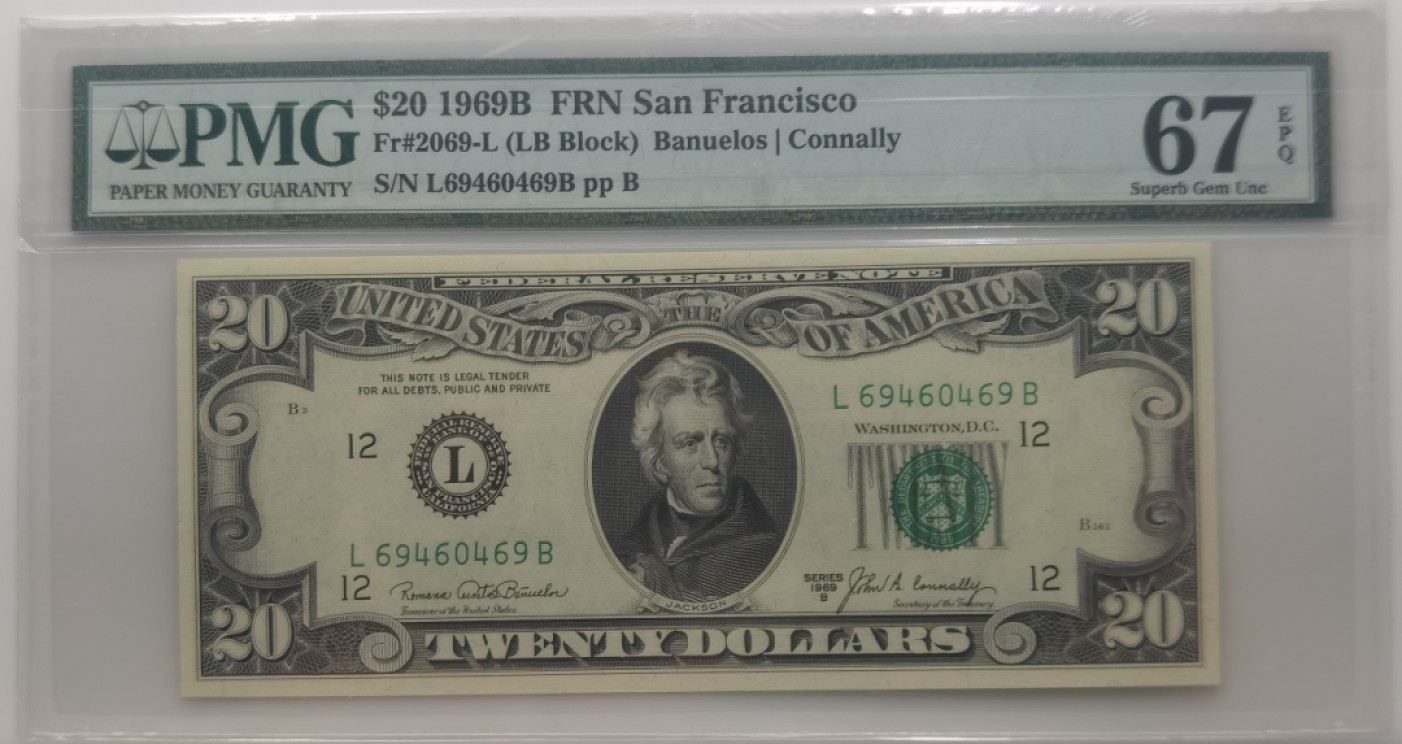 PMG
PAPER MONEY GUARANTY
$20 1969B FRN San Francisco
Fr#2069-L (LB Block) Banuelos | Connally
S/N L69460469B pp B
67
EPQ
Superb Gem Unc
FEDERAL RESERVE NOTE
20
UNITED STATES
THE
OF AMERICA
20
THIS NOTE IS LEGAL TENDER
FOR ALL DEBTS, PUBLIC AND PRIVATE
B3
L 69460469 B
WASHINGTON, D.C.
12
12
L
L 69460469 B
12
Treasurer of the United States.
SERIES
1969
B
John B. Connally
Secretary of the Treasury.
12
JACKSON
20
TWENTY DOLLARS
20